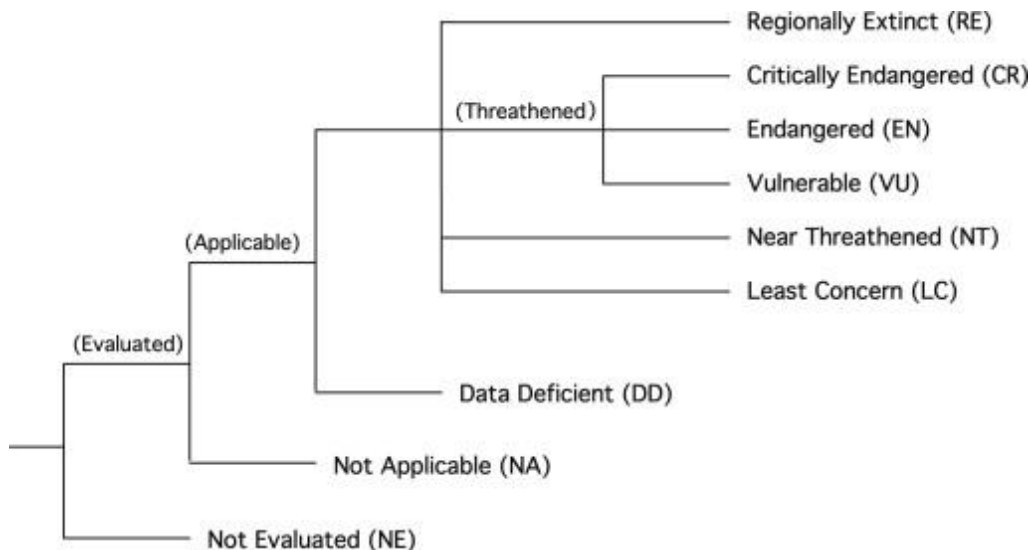 Regionally Extinct (RE)
Critically Endangered (CR)
(Threathened)
Endangered (EN)
Vulnerable (VU)
(Applicable)
Near Threathened (NT)
Least Concern (LC)
(Evaluated)
Data Deficient (DD)
Not Applicable (NA)
Not Evaluated (NE)